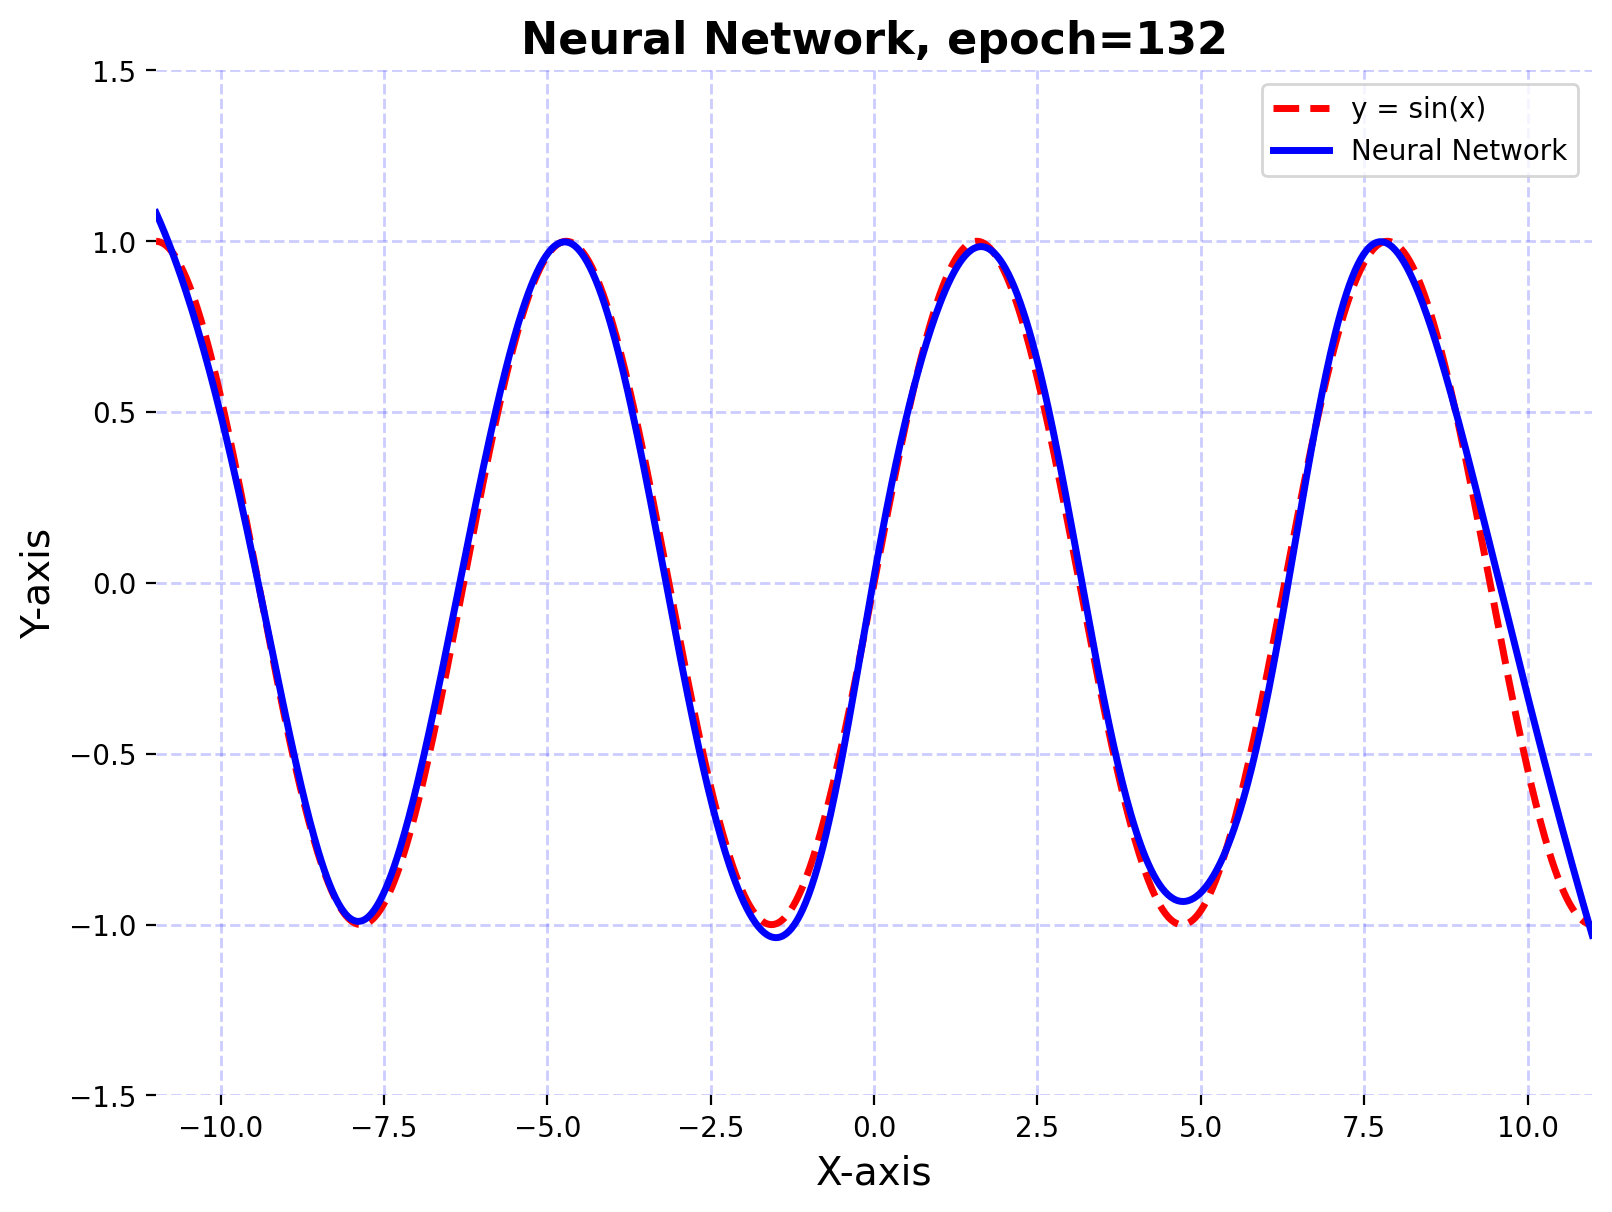 Neural Network, epoch=132
y = sin(x)
Neural Network
1.5
1.0
0.5
0.0
−0.5
−1.0
−1.5
Y-axis
−10.0 −7.5 −5.0 −2.5 0.0 2.5 5.0 7.5 10.0
X-axis